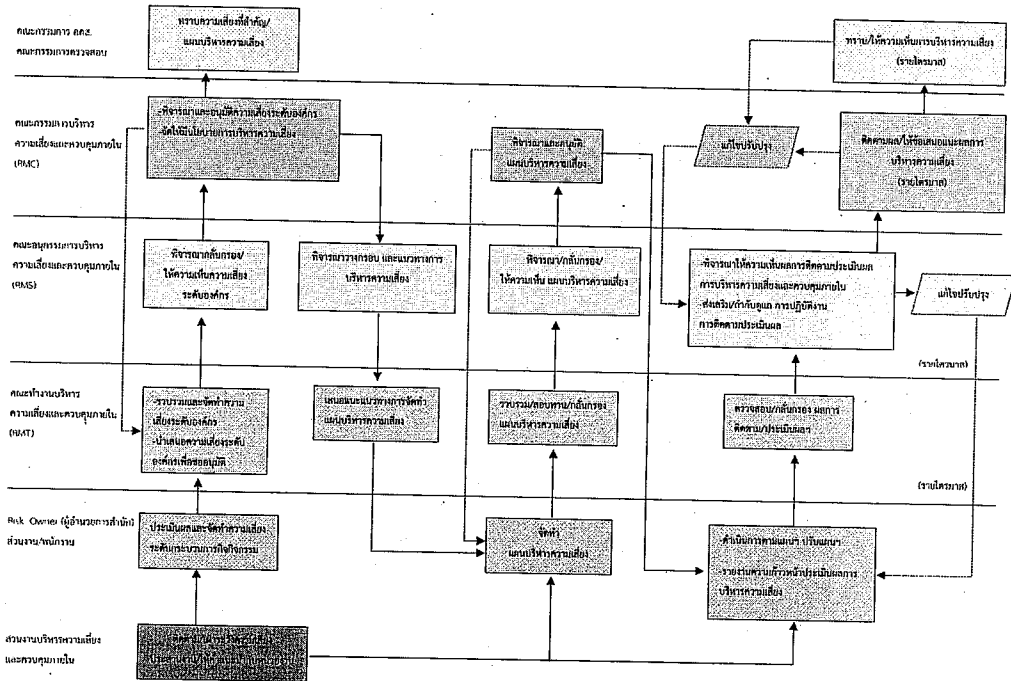 คณะกรรมการ อคส.
คณะกรรมการตรวจสอบ
ทราบความเสี่ยงที่สำคัญ/
แผนบริหารความเสี่ยง
ทราบ/ให้ความเห็นการบริหารความเสี่ยง
(รายไตรมาส)
คณะกรรมการบริหาร
ความเสี่ยงและควบคุมภายใน
(RMC)
-พิจารณาและอนุมัติความเสี่ยงระดับองค์กร
-จัดให้มีนโยบายการบริหารความเสี่ยง
พิจารณาและอนุมัติ
แผนบริหารความเสี่ยง
แก้ไขปรับปรุง
ติดตามผล/ให้ข้อเสนอแนะผลการ
บริหารความเสี่ยง
(รายไตรมาส)
คณะอนุกรรมการบริหาร
ความเสี่ยงและควบคุมภายใน
(RMS)
พิจารณากลั่นกรอง/
ให้ความเห็นความเสี่ยง
ระดับองค์กร
พิจารณาวางกรอบ และแนวทางการ
บริหารความเสี่ยง
พิจารณา/กลั่นกรอง/
ให้ความเห็น แผนบริหารความเสี่ยง
-พิจารณาให้ความเห็นผลการติดตามประเมินผล
การบริหารความเสี่ยงและควบคุมภายใน
-ส่งเสริม/กำกับดูแล การปฏิบัติงาน
การติดตามประเมินผล
แก้ไขปรับปรุง
(รายไตรมาส)
คณะทำงานบริหาร
ความเสี่ยงและควบคุมภายใน
(RMT)
-รวบรวมและจัดทำความ
เสี่ยงระดับองค์กร
-นำเสนอความเสี่ยงระดับ
องค์กรเพื่อขออนุมัติ
เสนอแนะแนวทางการจัดทำ
แผนบริหารความเสี่ยง
รวบรวม/สอบทาน/กลั่นกรอง
แผนบริหารความเสี่ยง
ตรวจสอบ/กลั่นกรอง ผลการ
ติดตาม/ประเมินผลฯ
(รายไตรมาส)
Risk Owner (ผู้อำนวยการสำนัก)
ส่วนงาน/พนักงาน
ประเมินผลและจัดทำความเสี่ยง
ระดับกระบวนการ/กิจกรรม
จัดทำ
แผนบริหารความเสี่ยง
-ดำเนินการตามแผนฯ ปรับแผนฯ
-รายงานความก้าวหน้าประเมินผลการ
บริหารความเสี่ยง
ส่วนงานบริหารความเสี่ยง
และควบคุมภายใน